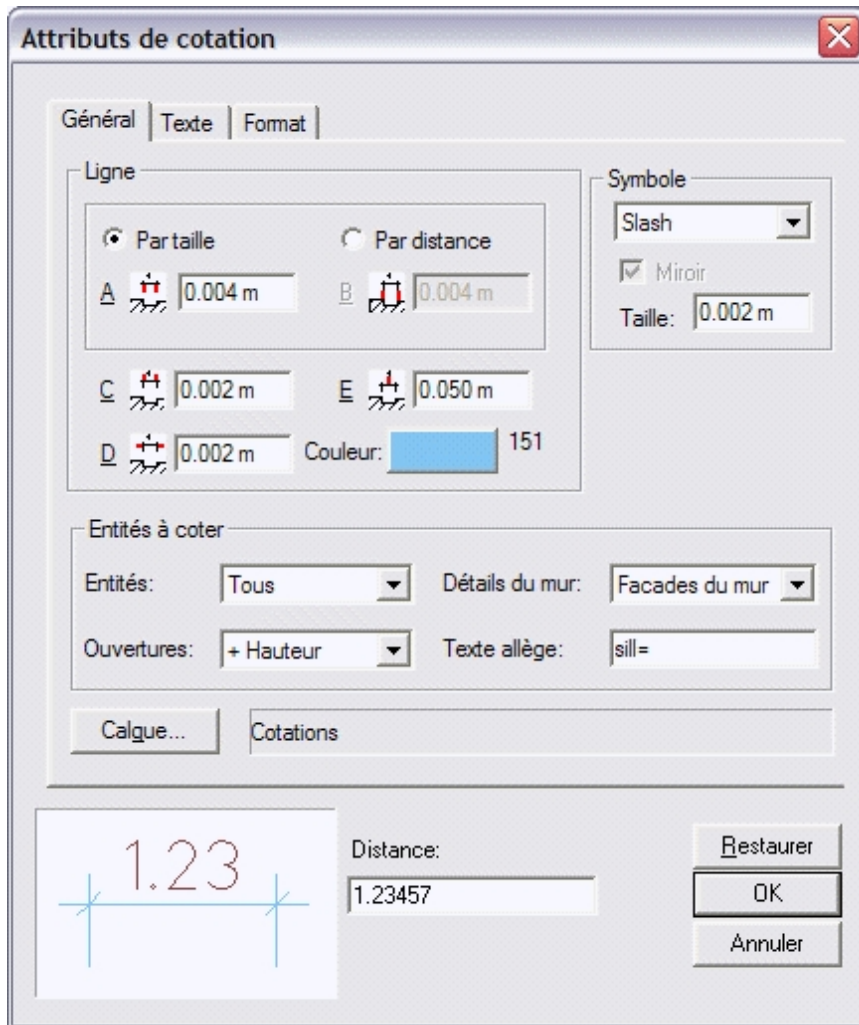 Attributs de cotation
Général Texte Format
Ligne
Symbole
Par taille Par distance
Slash
A 0.004 m B 0.004 m
Miroir
Taille: 0.002 m
C 0.002 m E 0.050 m
D 0.002 m Couleur: 151
Entités à coter
Entités: Tous Détails du mur: Facades du mur
Ouvertures: + Hauteur Texte allège: sill=
Calgue... Cotations
1.23
Distance:
1.23457
Restaurer
OK
Annuler